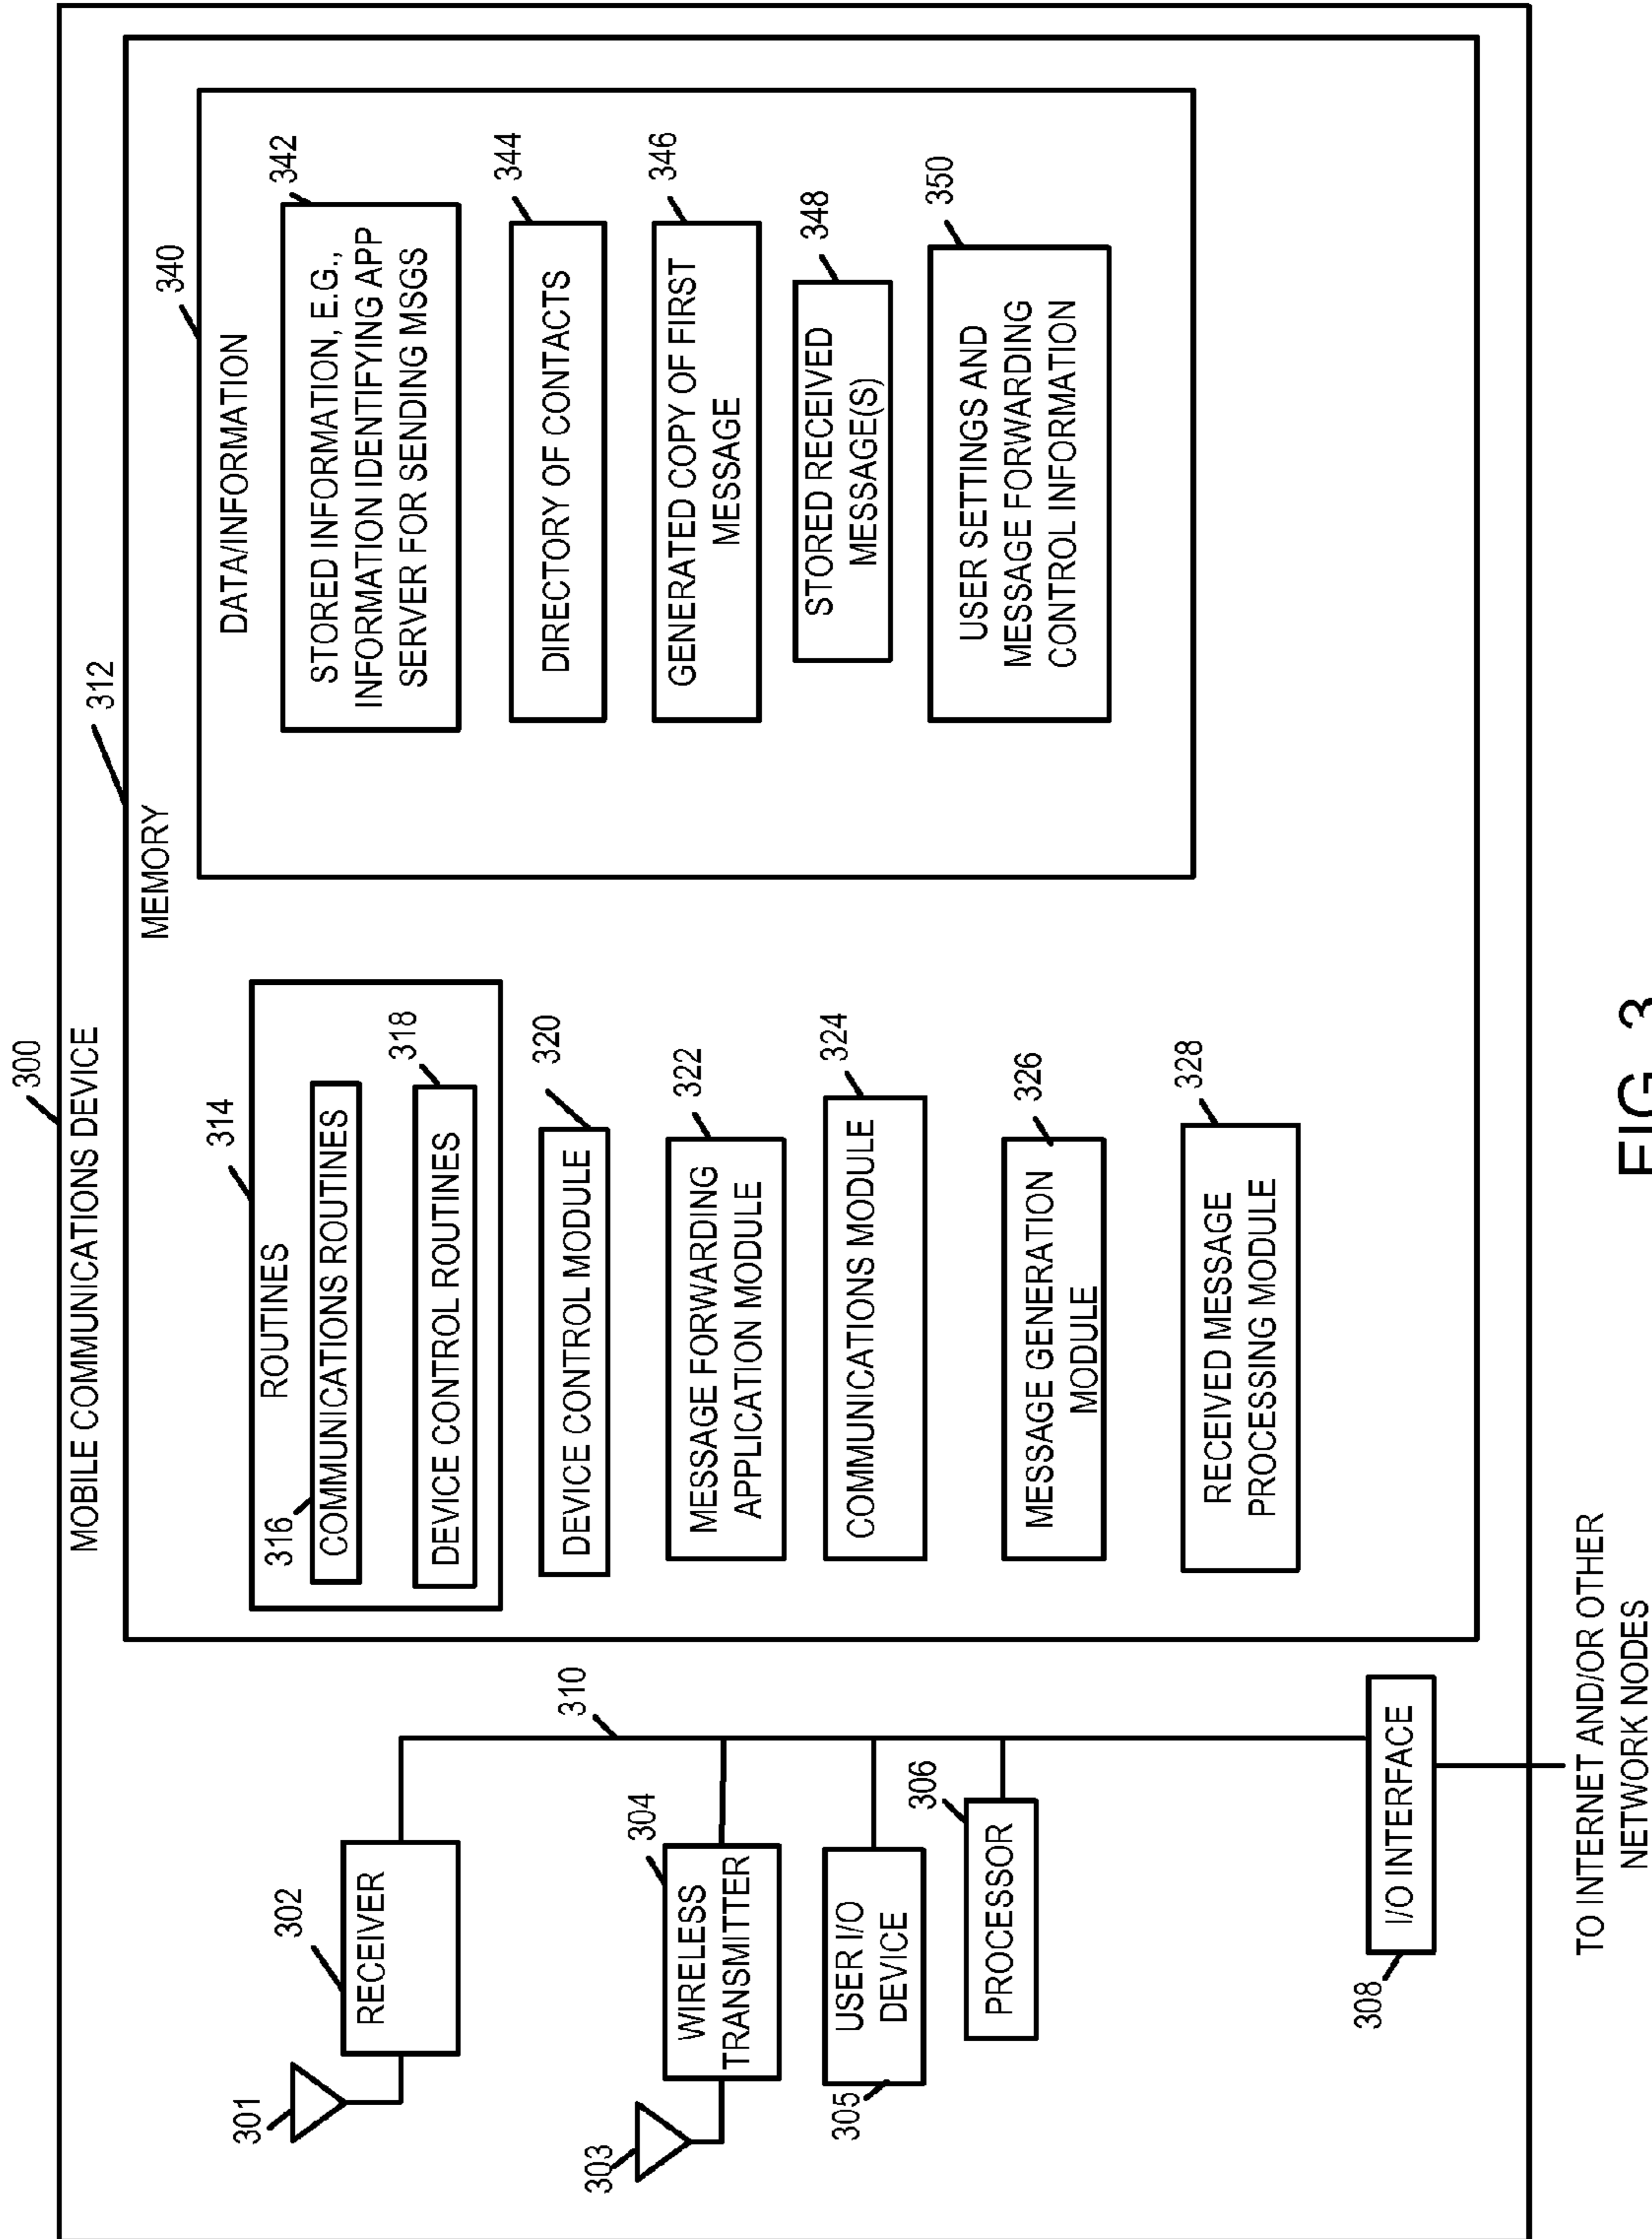 300
MOBILE COMMUNICATIONS DEVICE
312
MEMORY
301
302
RECEIVER
303
304
WIRELESS
TRANSMITTER
305
USER I/O
DEVICE
306
PROCESSOR
310
308
I/O INTERFACE
TO INTERNET AND/OR OTHER
NETWORK NODES
314
ROUTINES
316
COMMUNICATIONS ROUTINES
318
DEVICE CONTROL ROUTINES
320
DEVICE CONTROL MODULE
322
MESSAGE FORWARDING
APPLICATION MODULE
324
COMMUNICATIONS MODULE
326
MESSAGE GENERATION
MODULE
328
RECEIVED MESSAGE
PROCESSING MODULE
340
DATA/INFORMATION
342
STORED INFORMATION, E.G.,
INFORMATION IDENTIFYING APP
SERVER FOR SENDING MSGS
344
DIRECTORY OF CONTACTS
346
GENERATED COPY OF FIRST
MESSAGE
348
STORED RECEIVED
MESSAGE(S)
350
USER SETTINGS AND
MESSAGE FORWARDING
CONTROL INFORMATION
FIG. 3